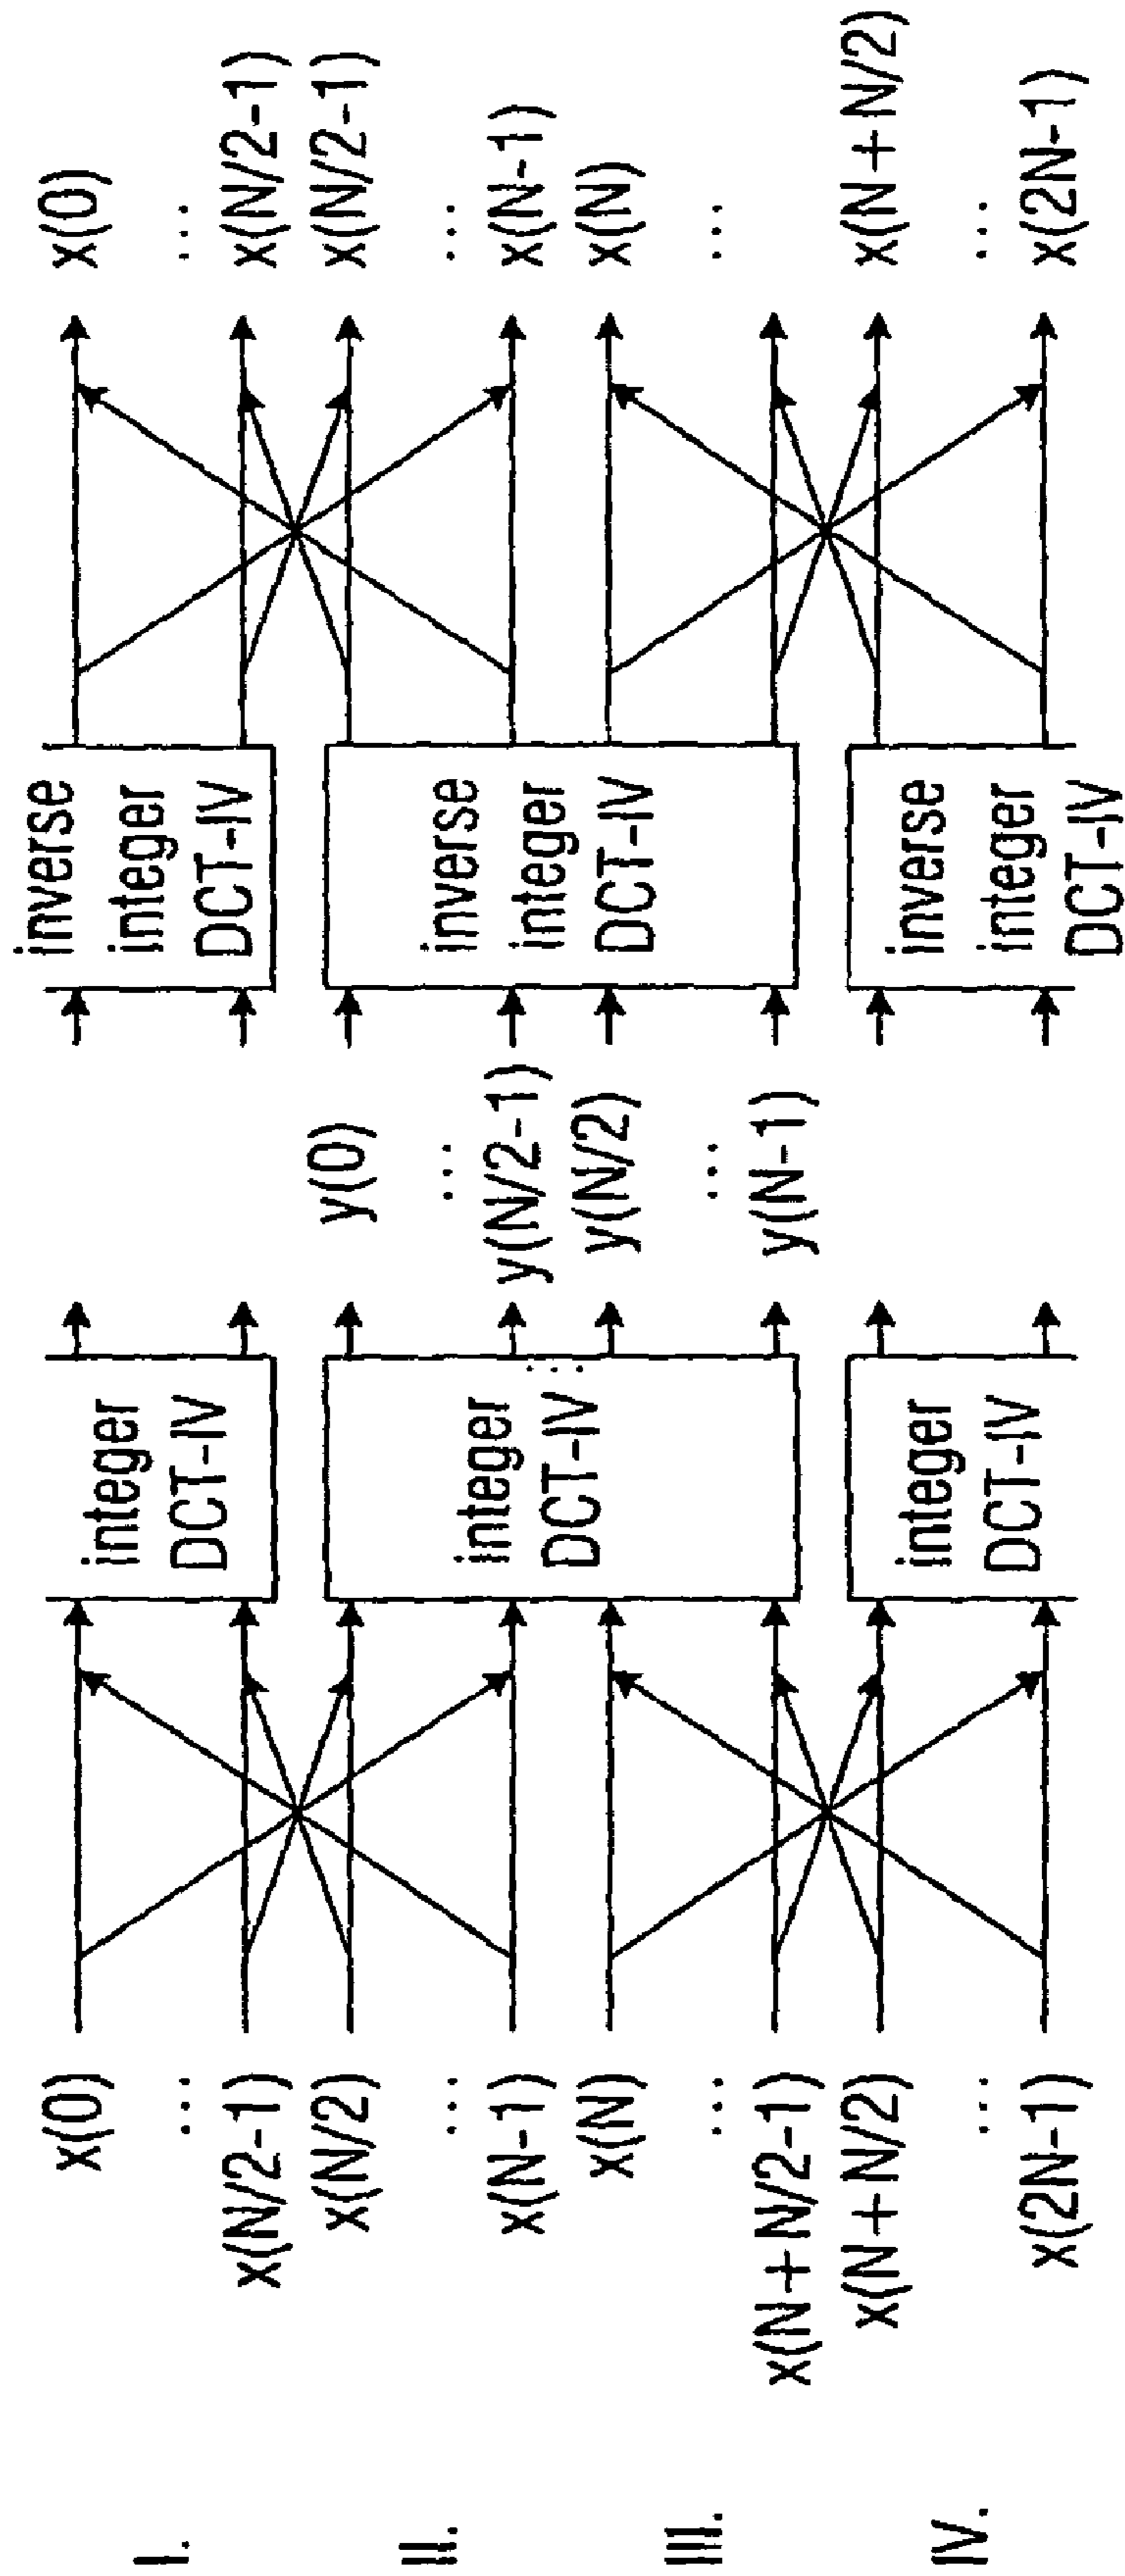 I.
II.
III.
IV.
x(0)
...
x(N/2-1)
x(N/2)
...
x(N-1)
x(N)
...
x(N+N/2-1)
x(N+N/2)
...
x(2N-1)
integer
DCT-IV
integer
DCT-IV
...
integer
DCT-IV
y(0)
...
y(N/2-1)
y(N/2)
...
y(N-1)
inverse
integer
DCT-IV
inverse
integer
DCT-IV
inverse
integer
DCT-IV
x(0)
...
x(N/2-1)
x(N/2-1)
...
x(N-1)
x(N)
...
x(N+N/2)
...
x(2N-1)